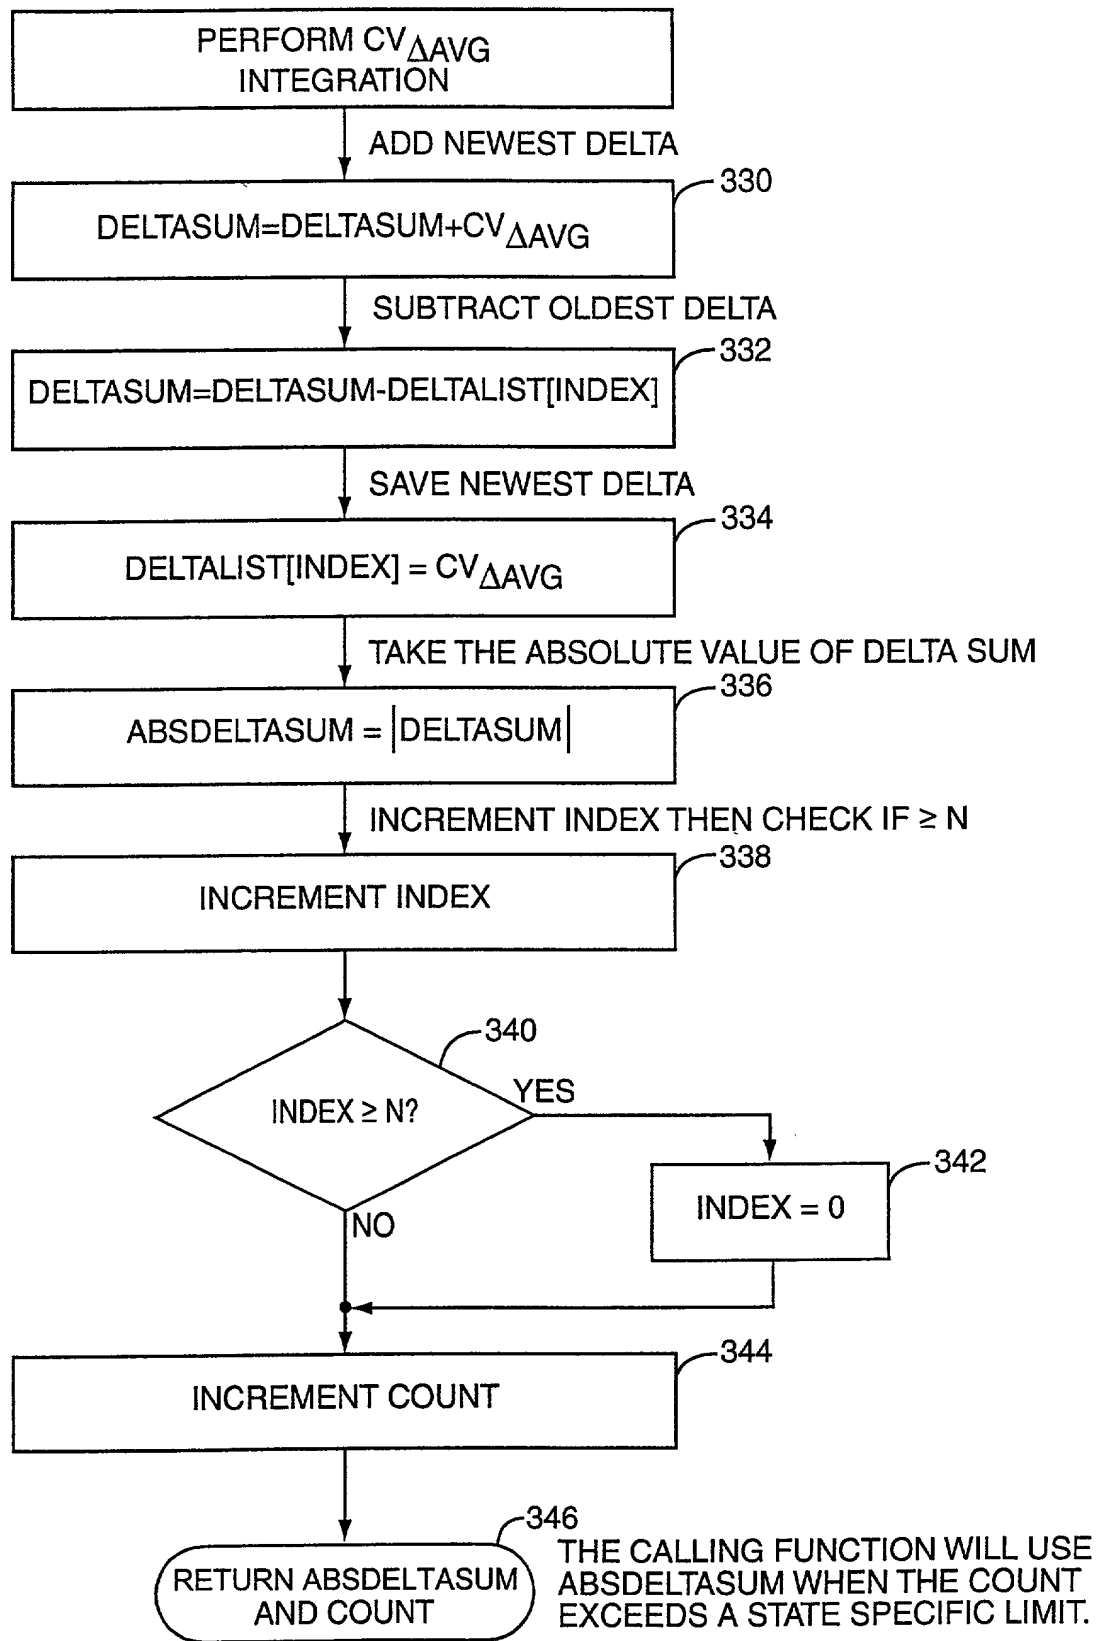 PERFORM CVΔAVG
INTEGRATION
ADD NEWEST DELTA
330
DELTASUM=DELTASUM+CVΔAVG
SUBTRACT OLDEST DELTA
332
DELTASUM=DELTASUM-DELTALIST[INDEX]
SAVE NEWEST DELTA
334
DELTALIST[INDEX] = CVΔAVG
TAKE THE ABSOLUTE VALUE OF DELTA SUM
336
ABSDELTASUM = |DELTASUM|
INCREMENT INDEX THEN CHECK IF ≥ N
338
INCREMENT INDEX
340
INDEX ≥ N?
YES
342
INDEX = 0
NO
344
INCREMENT COUNT
346
RETURN ABSDELTASUM
AND COUNT
THE CALLING FUNCTION WILL USE
ABSDELTASUM WHEN THE COUNT
EXCEEDS A STATE SPECIFIC LIMIT.